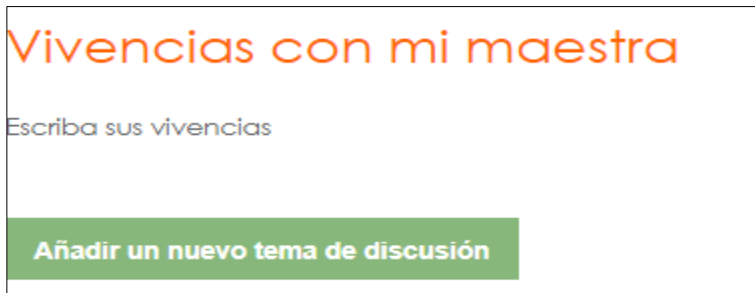 Vivencias con mi maestra
Escriba sus vivencias
Añadir un nuevo tema de discusión